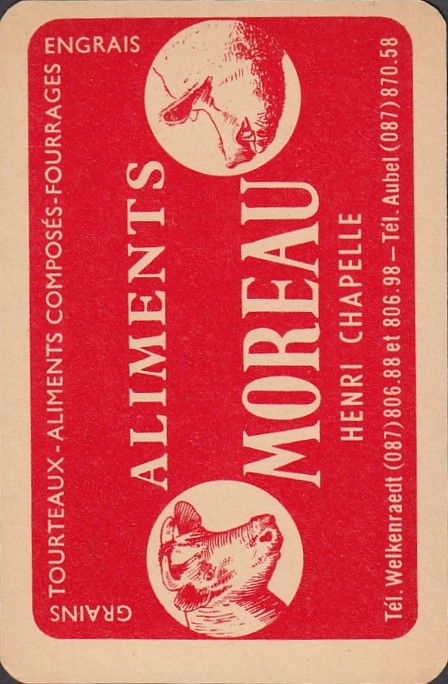 GRAINS
TOURTEAUX - ALIMENTS COMPOSÉS - FOURRAGES
ENGRAIS
ALIMENTS
MOREAU
HENRI CHAPELLE
Tél. Welkenraedt (087) 806.88 et 806.98 – Tél. Aubel (087) 870.58